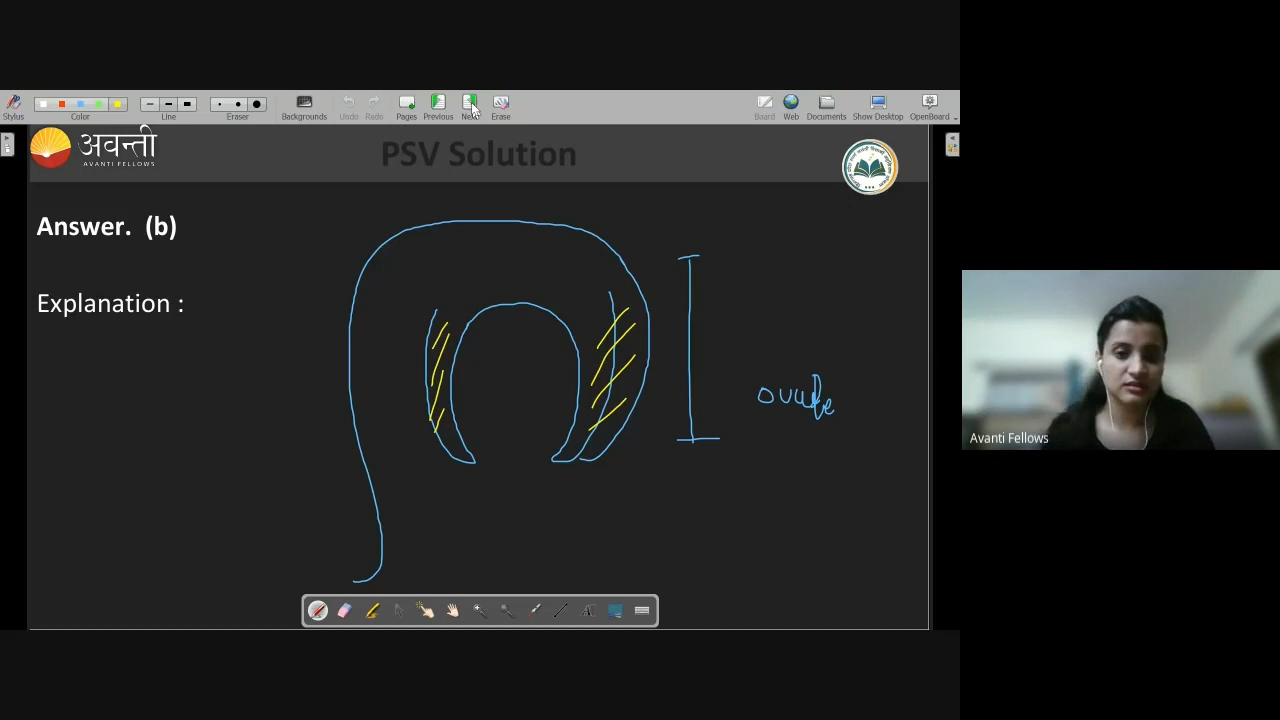 Stylus
Color
Line
Eraser
Backgrounds
Undo
Redo
Pages
Previous
Next
Erase
Board
Web
Documents
Show Desktop
OpenBoard
अवन्ती
AVANTI FELLOWS
PSV Solution
Answer. (b)
Explanation :
ovule
Avanti Fellows